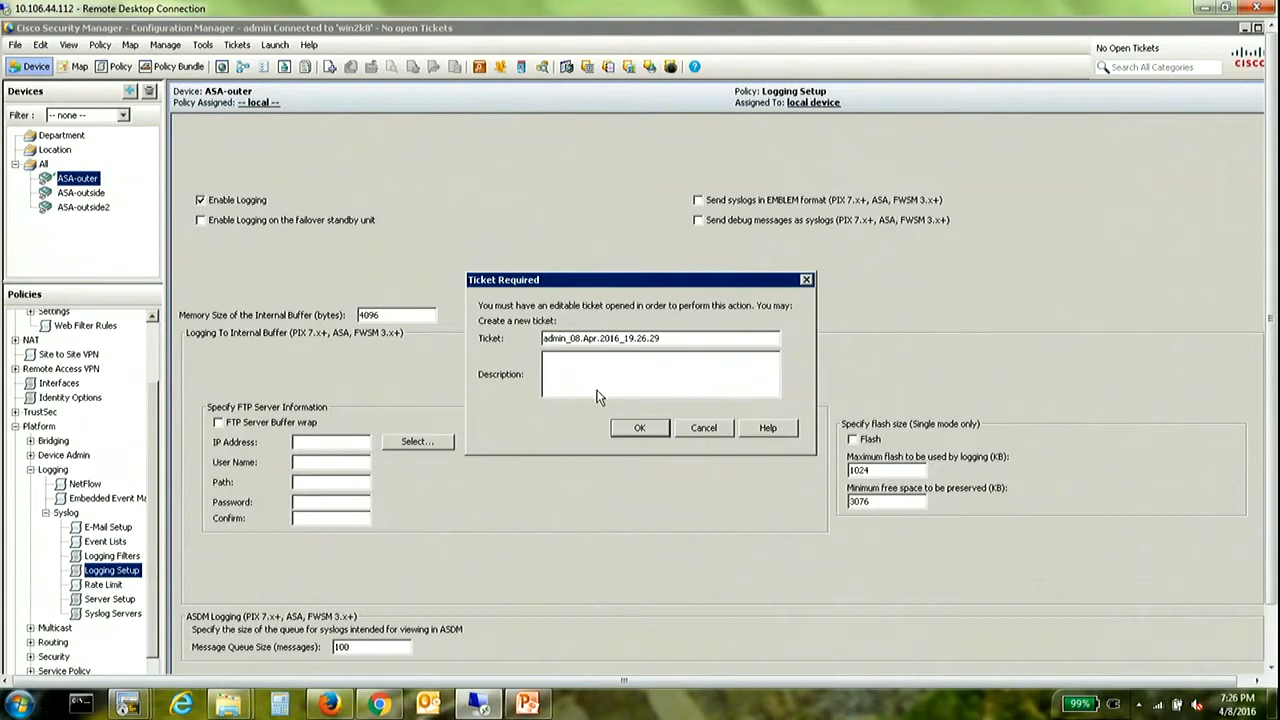 10.106.44.112 - Remote Desktop Connection
Cisco Security Manager - Configuration Manager - admin Connected to 'win2k8' - No open Tickets
File Edit View Policy Map Manage Tools Tickets Launch Help
No Open Tickets
Device Map Policy Policy Bundle
Search All Categories
CISCO
Devices
Filter : -- none --
Department
Location
All
ASA-outer
ASA-outside
ASA-outside2
Policies
Settings
Web Filter Rules
NAT
Site to Site VPN
Remote Access VPN
Interfaces
Identity Options
TrustSec
Platform
Bridging
Device Admin
Logging
NetFlow
Embedded Event Ma
Syslog
E-Mail Setup
Event Lists
Logging Filters
Logging Setup
Rate Limit
Server Setup
Syslog Servers
Multicast
Routing
Security
Service Policy
Device: ASA-outer
Policy Assigned: -- local --
Policy: Logging Setup
Assigned To: local device
Enable Logging
Send syslogs in EMBLEM format (PIX 7.x+, ASA, FWSM 3.x+)
Enable Logging on the failover standby unit
Send debug messages as syslogs (PIX 7.x+, ASA, FWSM 3.x+)
Memory Size of the Internal Buffer (bytes): 4096
Logging To Internal Buffer (PIX 7.x+, ASA, FWSM 3.x+)
Specify FTP Server Information
FTP Server Buffer wrap
IP Address: Select...
User Name:
Path:
Password:
Confirm:
Specify flash size (Single mode only)
Flash
Maximum flash to be used by logging (KB):
1024
Minimum free space to be preserved (KB):
3076
ASDM Logging (PIX 7.x+, ASA, FWSM 3.x+)
Specify the size of the queue for syslogs intended for viewing in ASDM
Message Queue Size (messages): 100
Ticket Required
You must have an editable ticket opened in order to perform this action. You may:
Create a new ticket:
Ticket: admin_08.Apr.2016_19.26.29
Description:
OK Cancel Help
99%
7:26 PM
4/8/2016